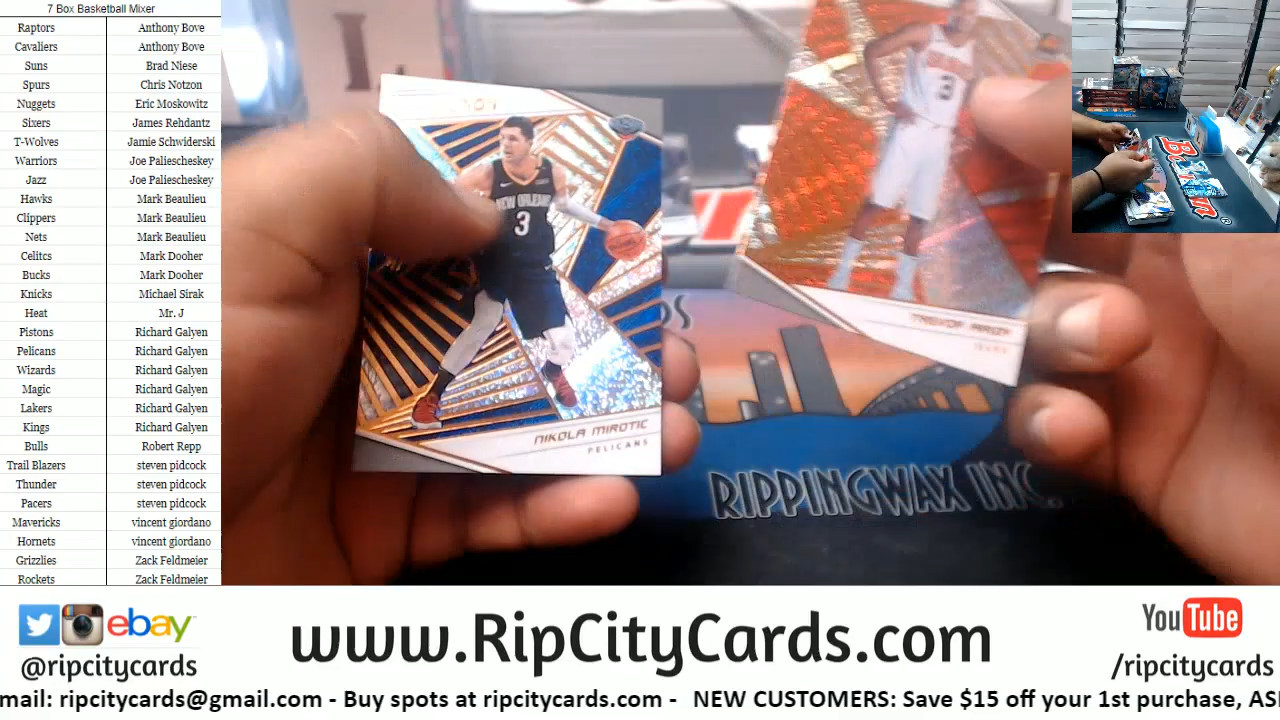 7 Box Basketball Mixer
Raptors Anthony Bove
Cavaliers Anthony Bove
Suns Brad Niese
Spurs Chris Notzon
Nuggets Eric Moskowitz
Sixers James Rehdantz
T-Wolves Jamie Schwiderski
Warriors Joe Paliescheskey
Jazz Joe Paliescheskey
Hawks Mark Beaulieu
Clippers Mark Beaulieu
Nets Mark Beaulieu
Celitcs Mark Dooher
Bucks Mark Dooher
Knicks Michael Sirak
Heat Mr. J
Pistons Richard Galyen
Pelicans Richard Galyen
Wizards Richard Galyen
Magic Richard Galyen
Lakers Richard Galyen
Kings Richard Galyen
Bulls Robert Repp
Trail Blazers steven pidcock
Thunder steven pidcock
Pacers steven pidcock
Mavericks vincent giordano
Hornets vincent giordano
Grizzlies Zack Feldmeier
Rockets Zack Feldmeier
NEW ORLEANS
3
NIKOLA MIROTIC
PELICANS
3
TREVOR ARIZA
SUNS
RIPPINGWAX INC.
ebay
@ripcitycards
www.RipCityCards.com
YouTube
/ripcitycards
mail: ripcitycards@gmail.com - Buy spots at ripcitycards.com - NEW CUSTOMERS: Save $15 off your 1st purchase,